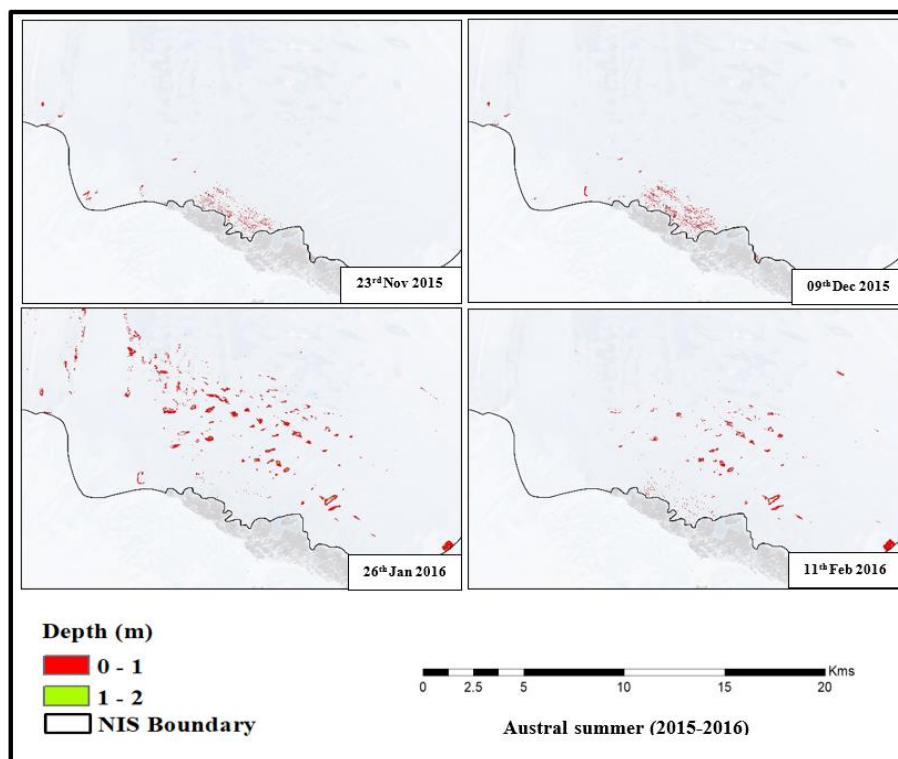 23rd Nov 2015
09th Dec 2015
26th Jan 2016
11th Feb 2016
Depth (m)
0 - 1
1 - 2
NIS Boundary
Kms
0 2.5 5 10 15 20
Austral summer (2015-2016)